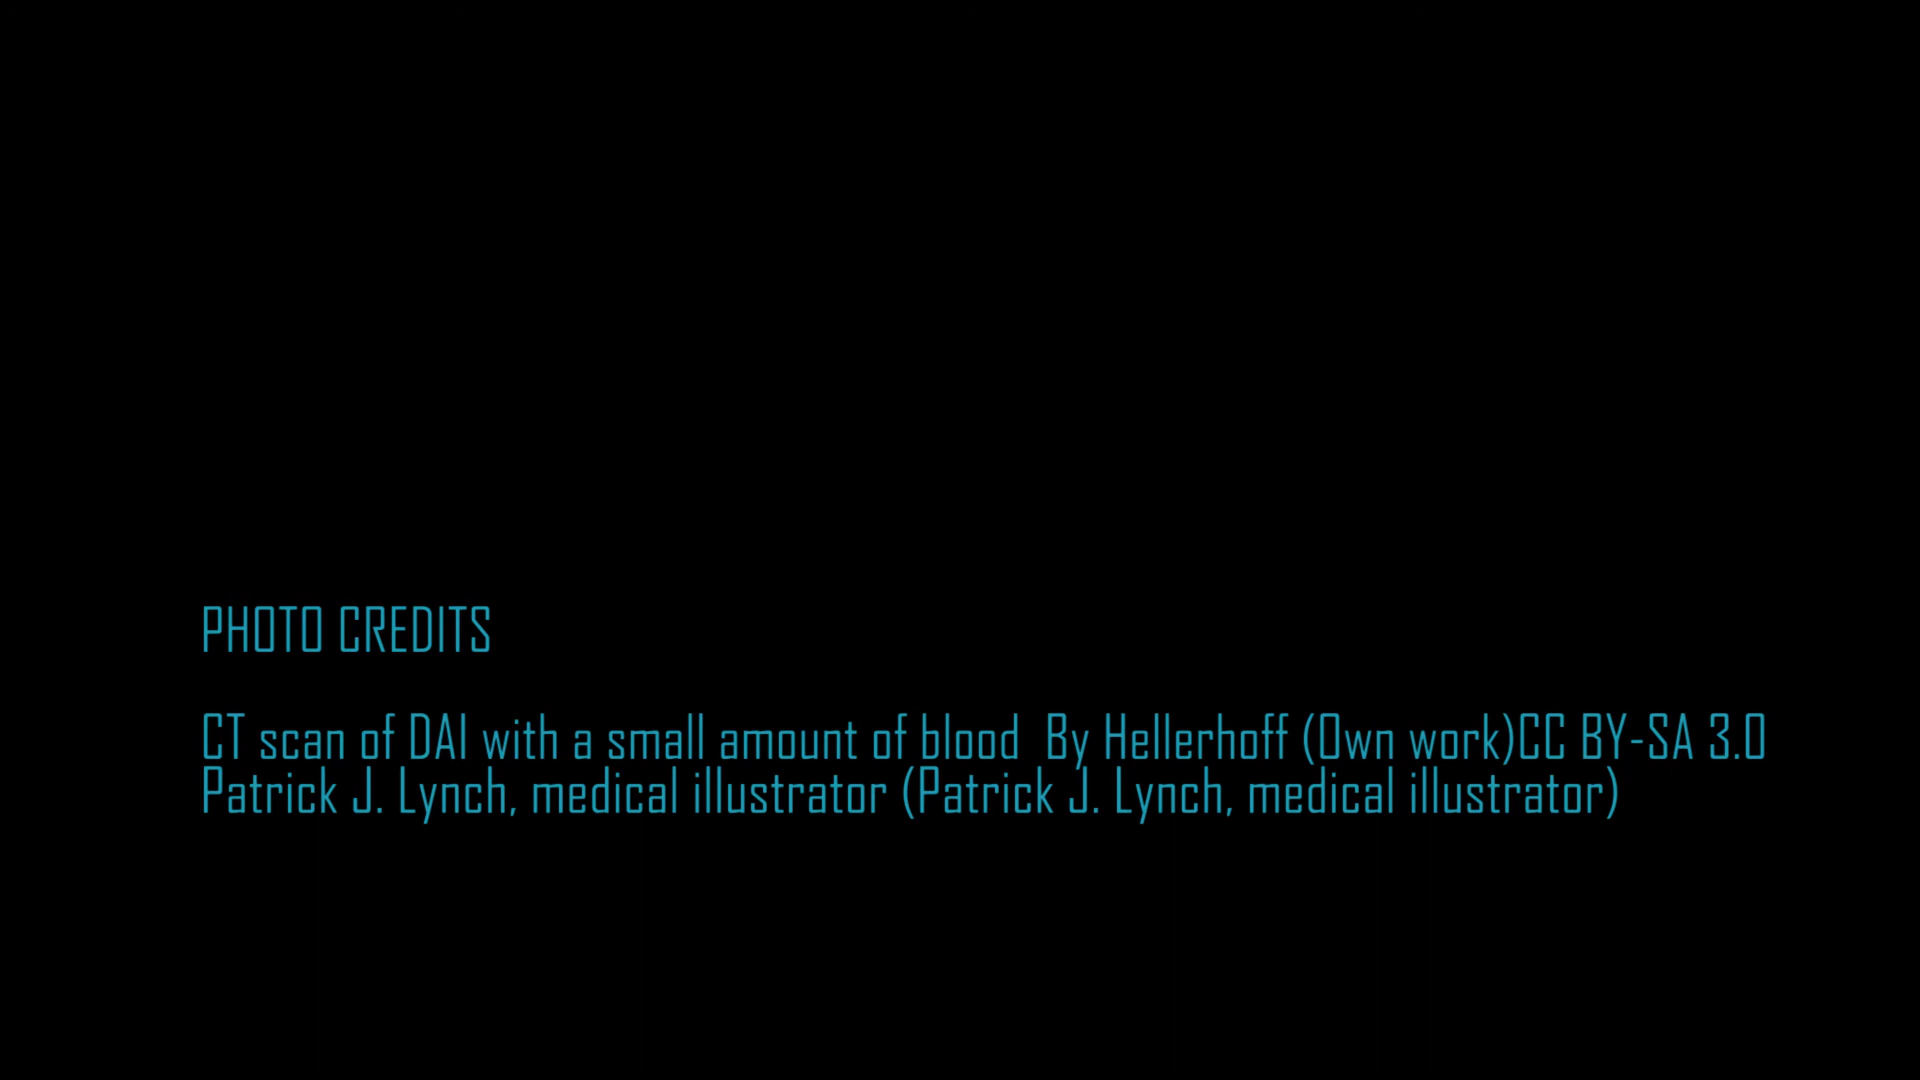 PHOTO CREDITS
CT scan of DAI with a small amount of blood  By Hellerhoff (Own work)CC BY-SA 3.0
Patrick J. Lynch, medical illustrator (Patrick J. Lynch, medical illustrator)